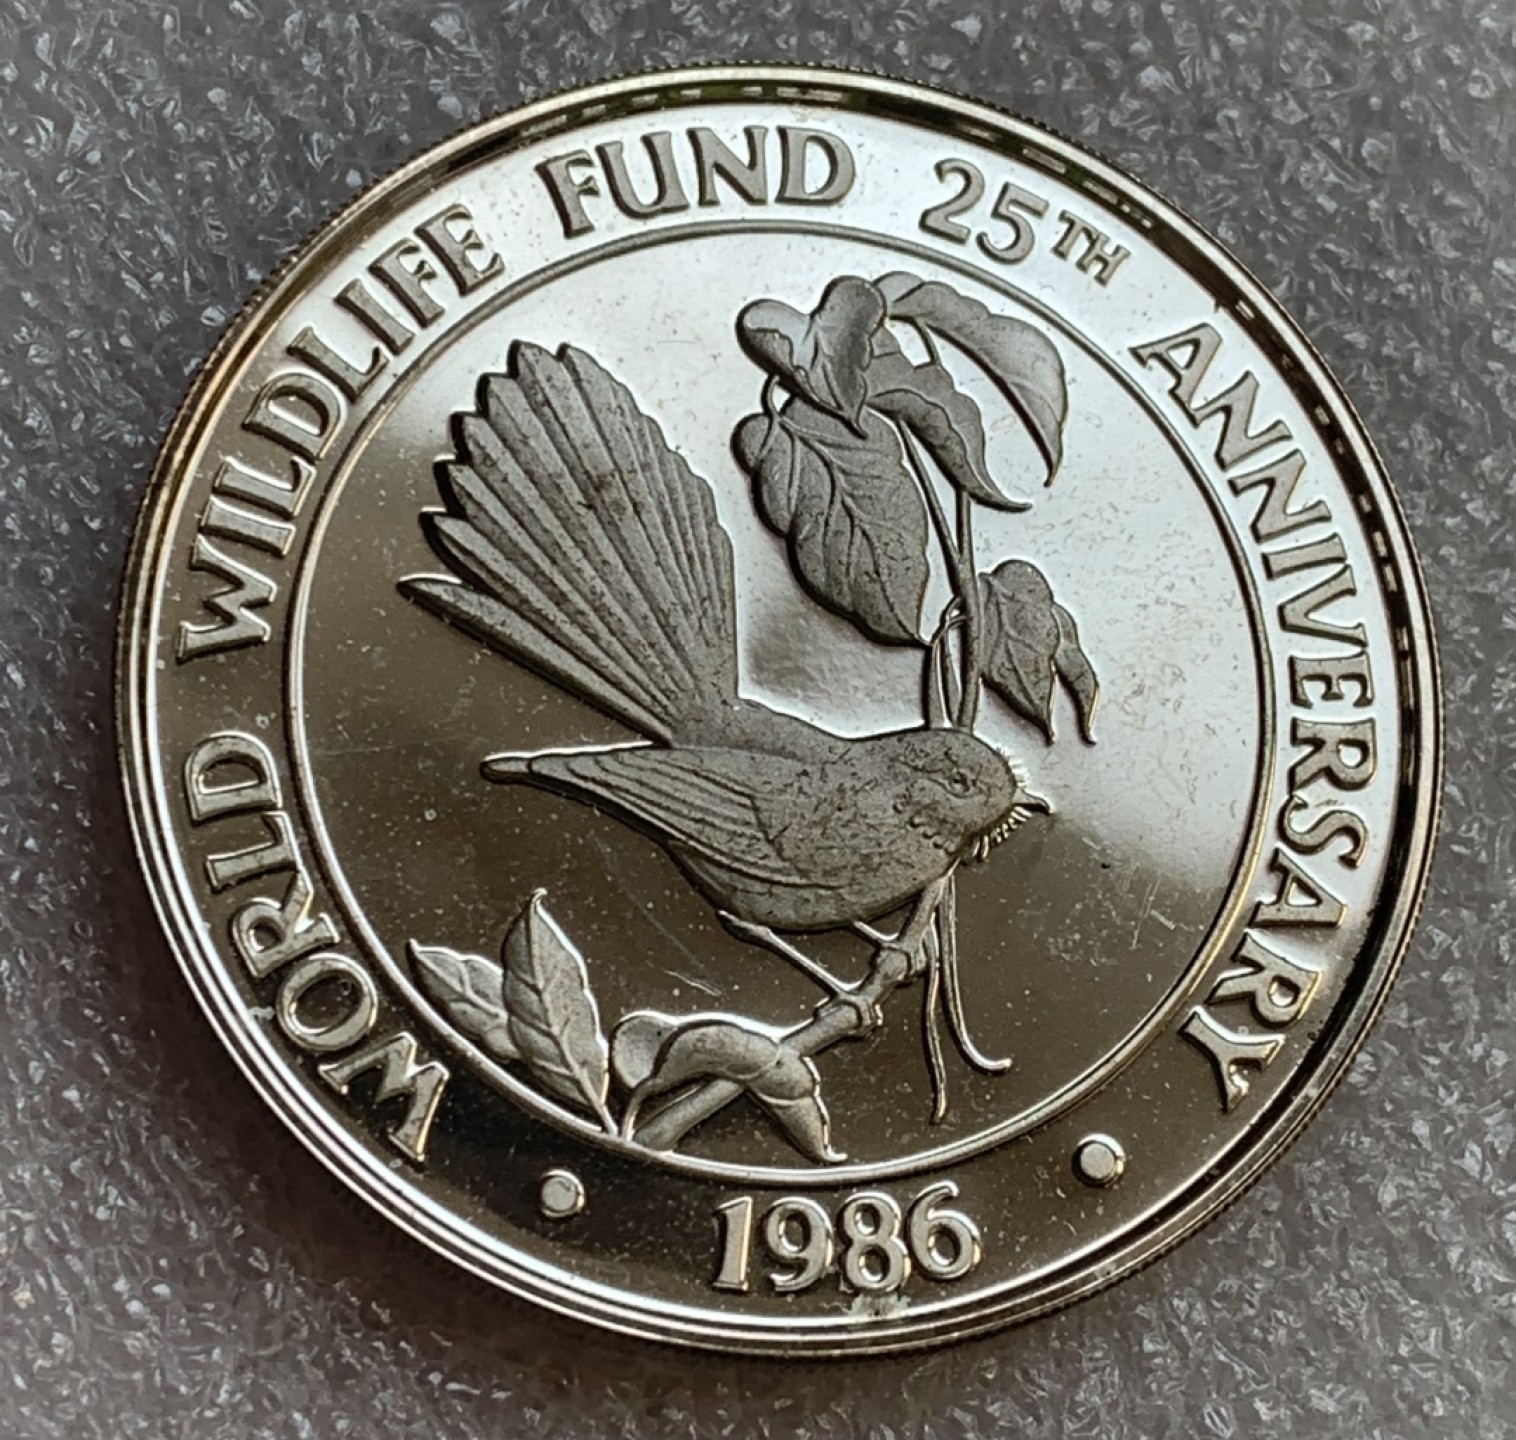 WORLD WILDLIFE FUND 25TH ANNIVERSARY
• 1986 •